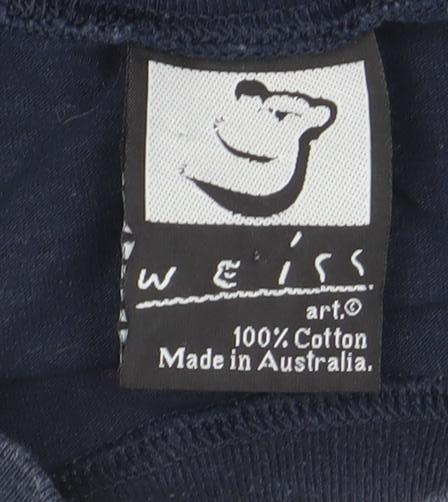 weiss
art.©
100% Cotton
Made in Australia.